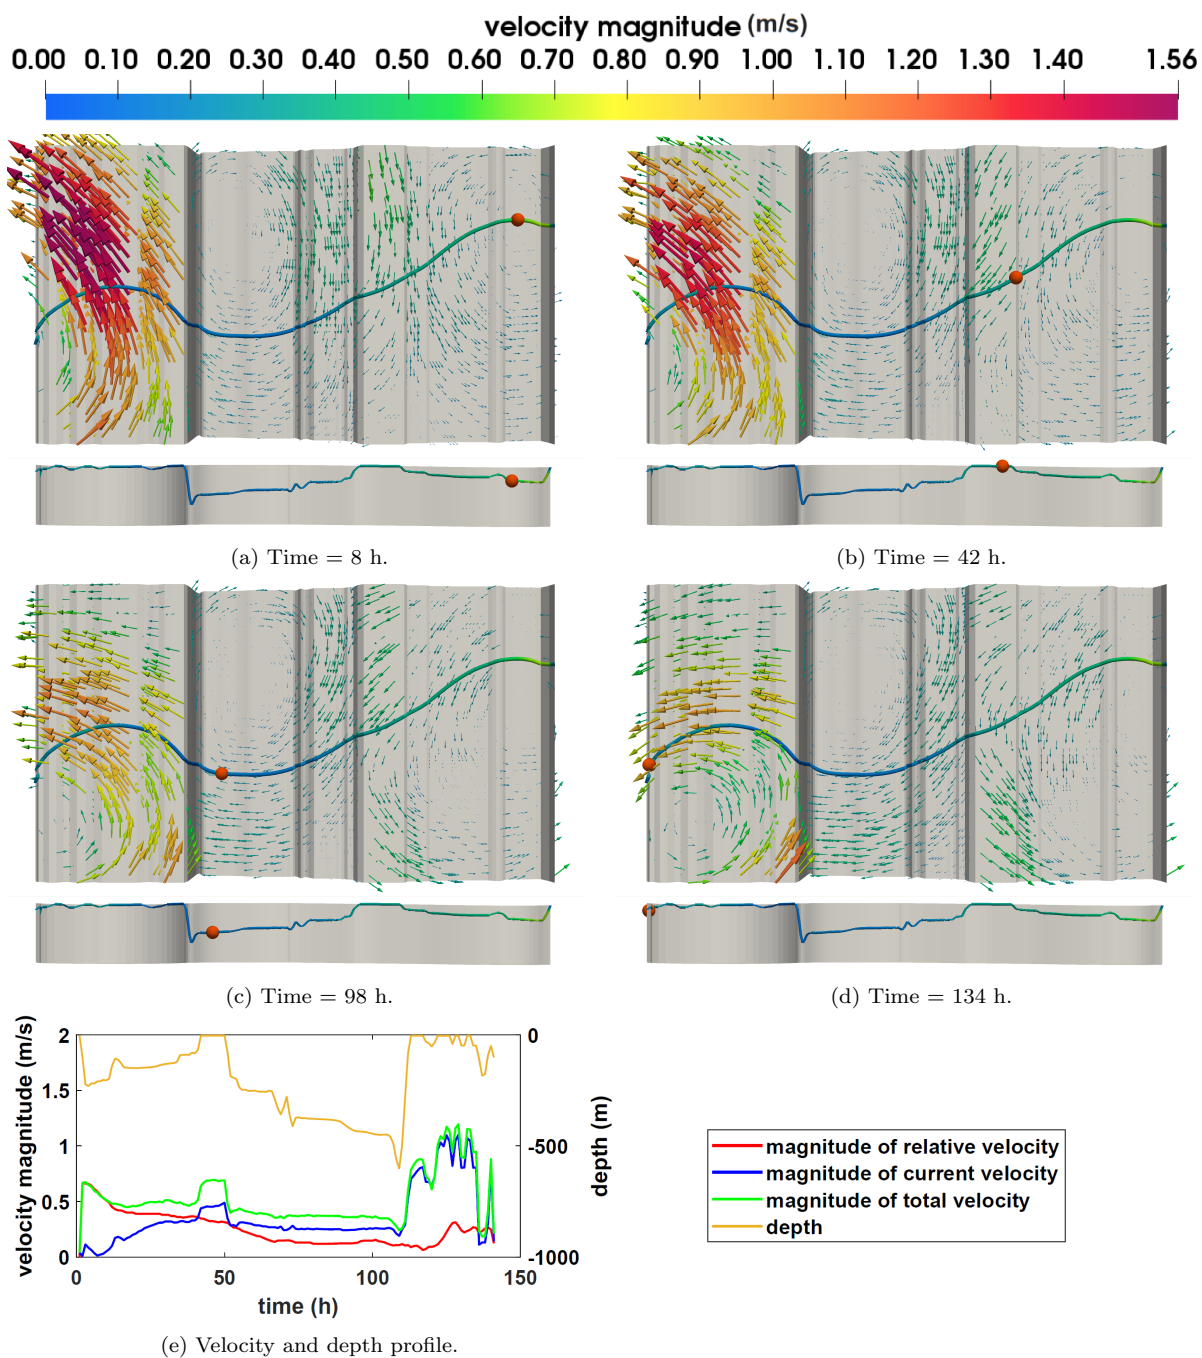 velocity magnitude (m/s)
0.00 0.10 0.20 0.30 0.40 0.50 0.60 0.70 0.80 0.90 1.00 1.10 1.20 1.30 1.40 1.56
(a) Time = 8 h.
(b) Time = 42 h.
(c) Time = 98 h.
(d) Time = 134 h.
velocity magnitude (m/s)
2
1.5
1
0.5
0
0
-500
-1000
depth (m)
0 50 100 150
time (h)
magnitude of relative velocity
magnitude of current velocity
magnitude of total velocity
depth
(e) Velocity and depth profile.